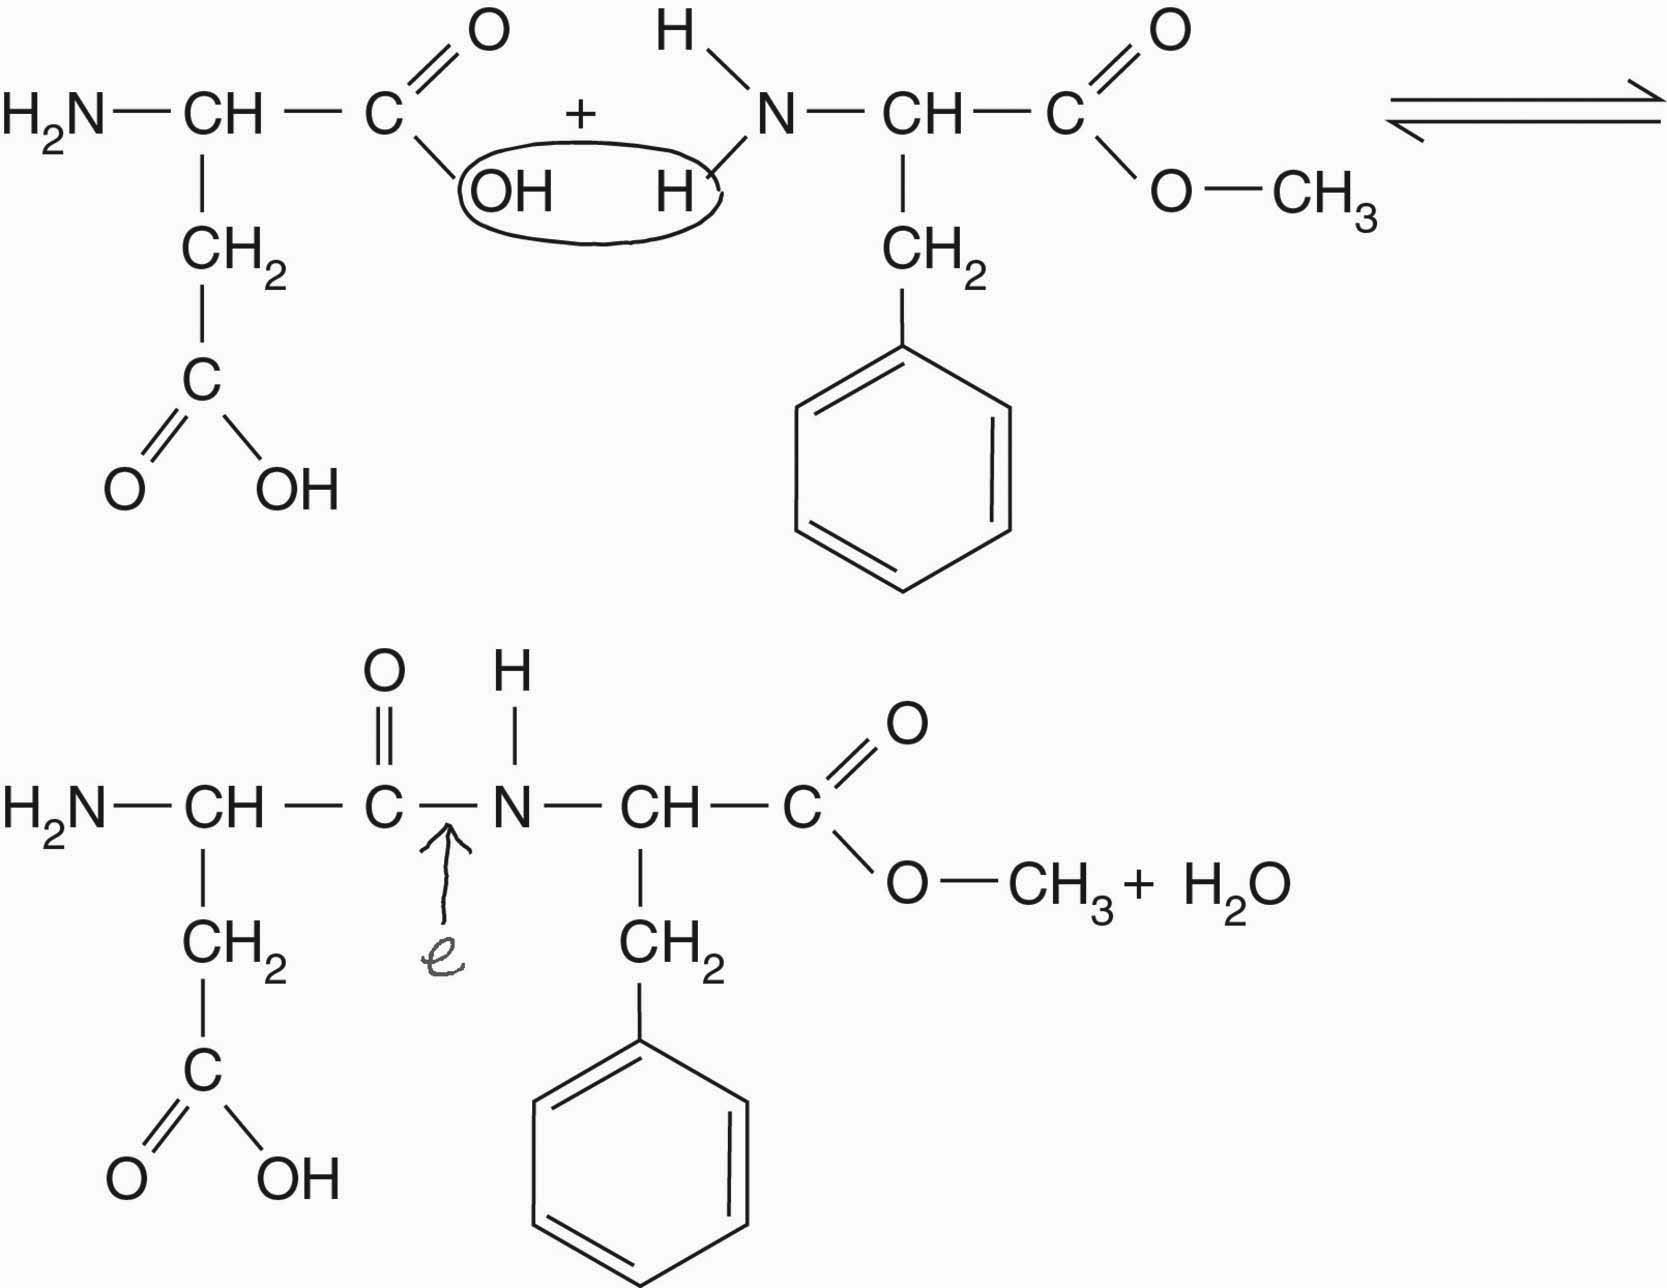 O H O
H₂N CH C + N CH C
OH H O CH₃
CH₂ CH₂
C
O OH
O H O
H₂N CH C N CH C
O CH₃ + H₂O
e
CH₂ CH₂
C
O OH